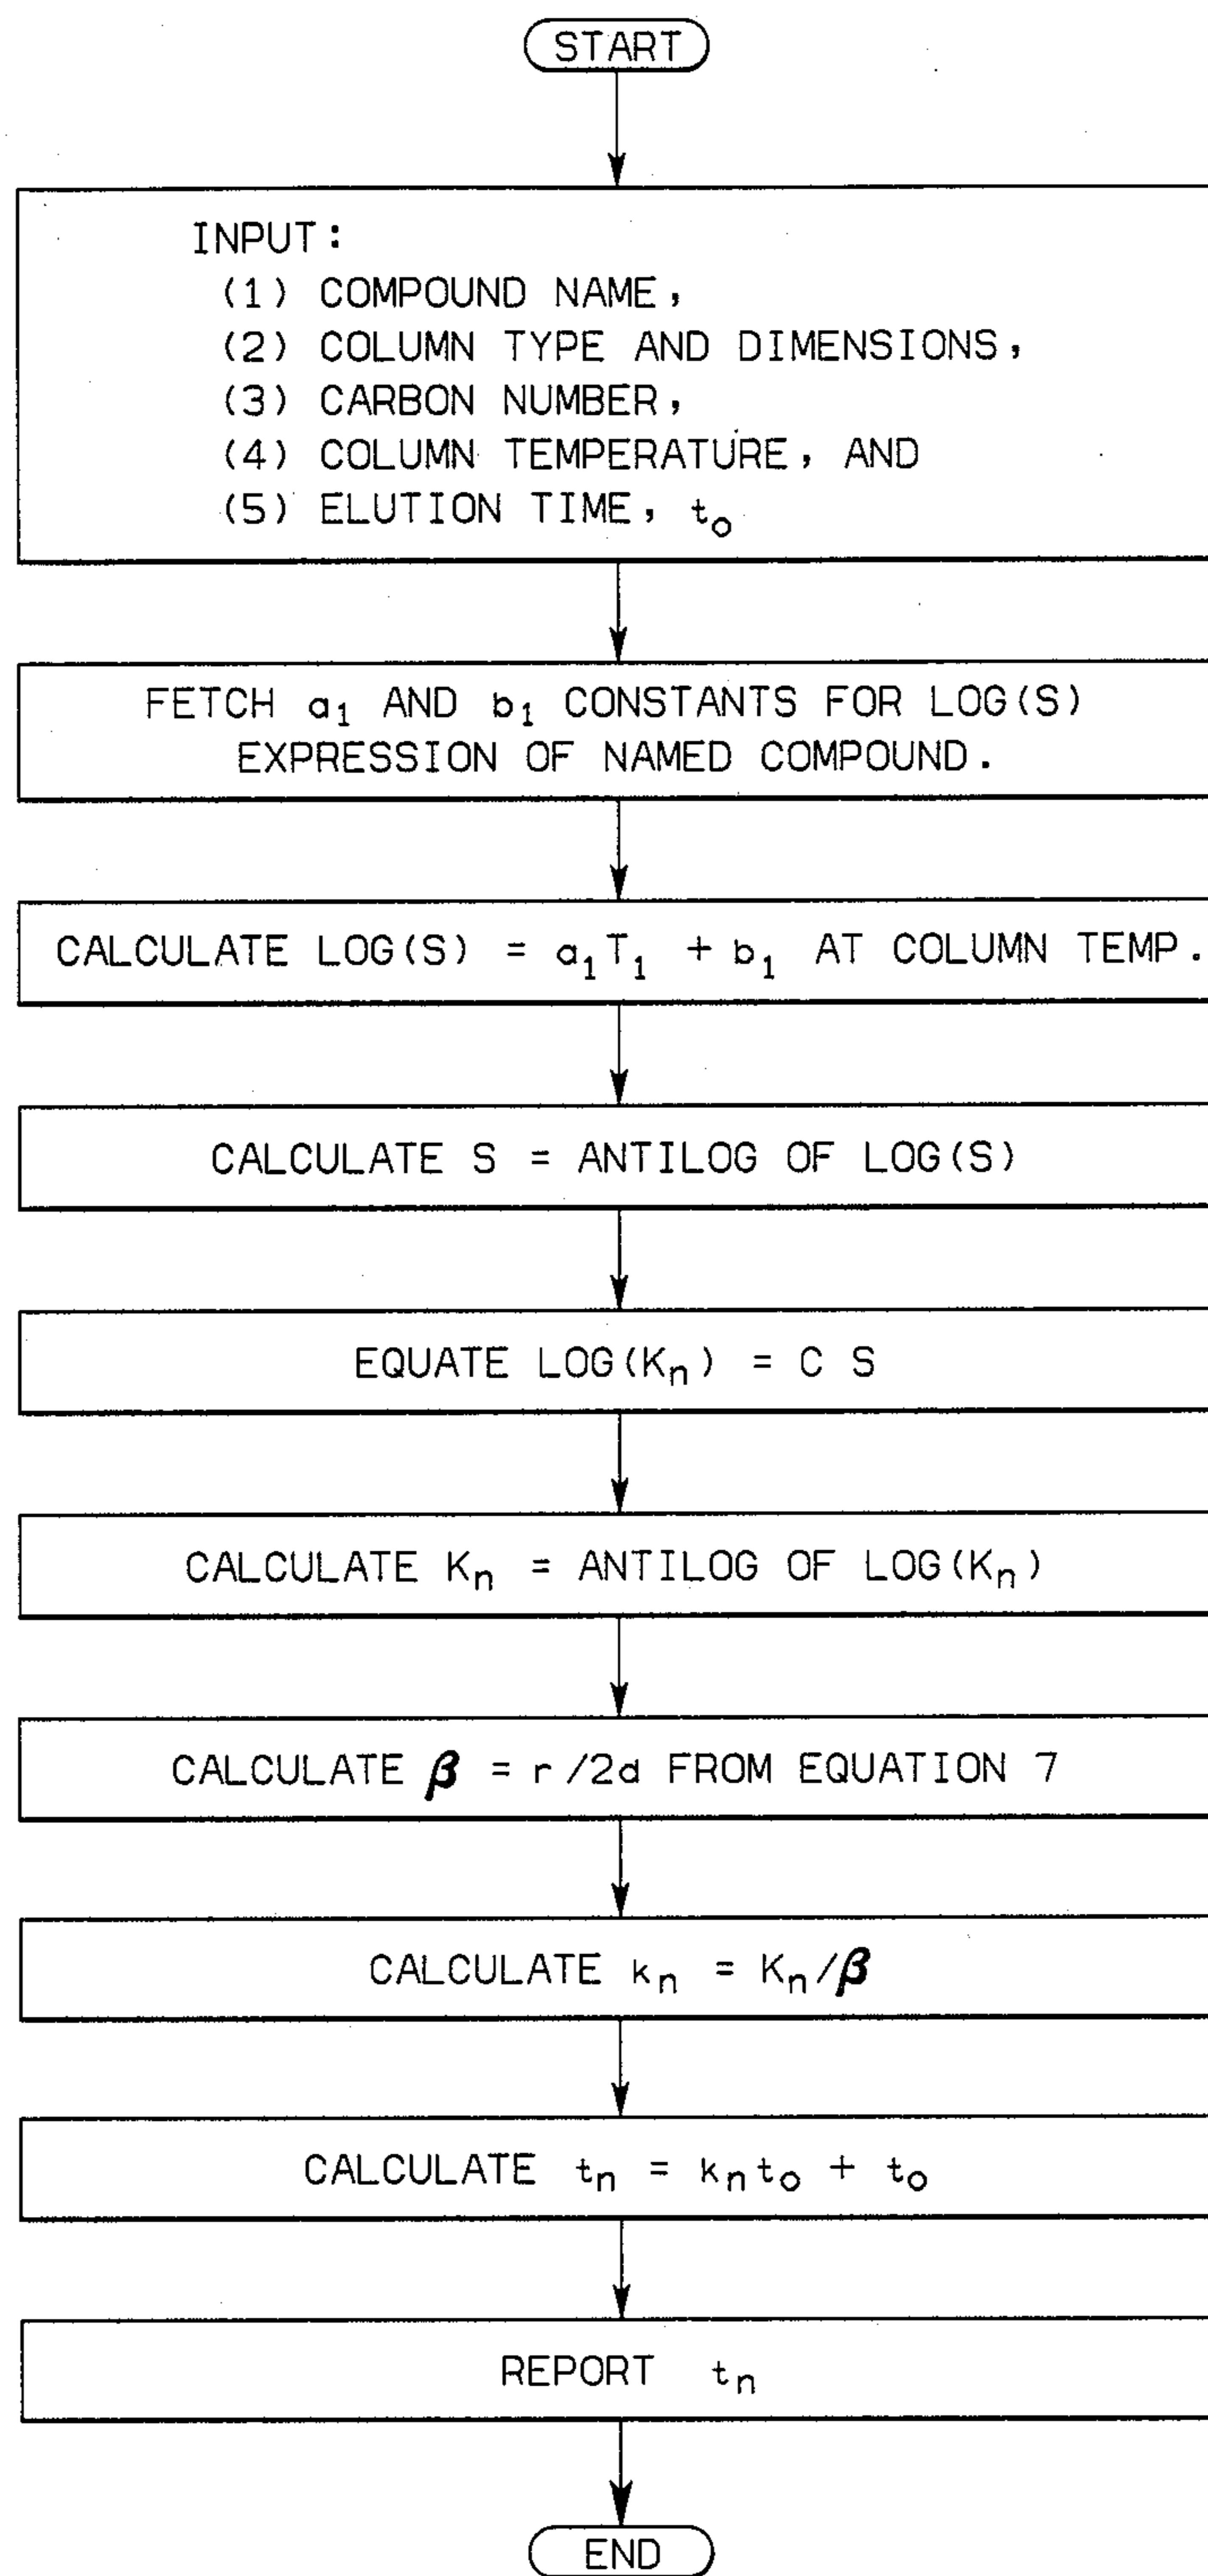 START
INPUT:
(1) COMPOUND NAME,
(2) COLUMN TYPE AND DIMENSIONS,
(3) CARBON NUMBER,
(4) COLUMN TEMPERATURE, AND
(5) ELUTION TIME, t₀
FETCH a₁ AND b₁ CONSTANTS FOR LOG(S)
EXPRESSION OF NAMED COMPOUND.
CALCULATE LOG(S) = a₁T₁ + b₁ AT COLUMN TEMP.
CALCULATE S = ANTILOG OF LOG(S)
EQUATE LOG(Kₙ) = C S
CALCULATE Kₙ = ANTILOG OF LOG(Kₙ)
CALCULATE β = r/2d FROM EQUATION 7
CALCULATE kₙ = Kₙ/β
CALCULATE tₙ = kₙt₀ + t₀
REPORT tₙ
END